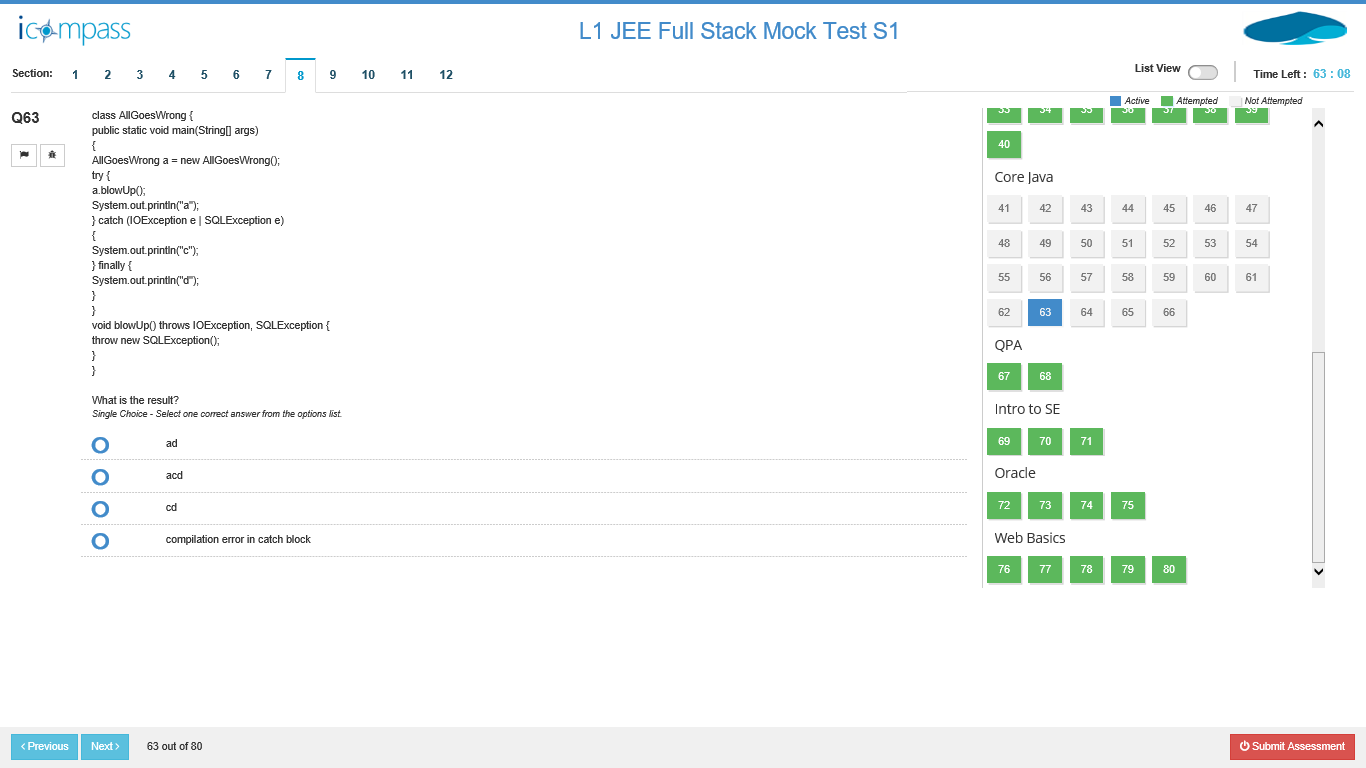 icompass
L1 JEE Full Stack Mock Test S1
Section: 1 2 3 4 5 6 7 8 9 10 11 12
List View
Time Left : 63 : 08
Active Attempted Not Attempted
Q63
class AllGoesWrong {
public static void main(String[] args)
{
AllGoesWrong a = new AllGoesWrong();
try {
a.blowUp();
System.out.println("a");
} catch (IOException e | SQLException e)
{
System.out.println("c");
} finally {
System.out.println("d");
}
}
void blowUp() throws IOException, SQLException {
throw new SQLException();
}
}
What is the result?
Single Choice - Select one correct answer from the options list.
ad
acd
cd
compilation error in catch block
33 34 35 36 37 38 39
40
Core Java
41 42 43 44 45 46 47
48 49 50 51 52 53 54
55 56 57 58 59 60 61
62 63 64 65 66
QPA
67 68
Intro to SE
69 70 71
Oracle
72 73 74 75
Web Basics
76 77 78 79 80
Previous Next 63 out of 80
Submit Assessment